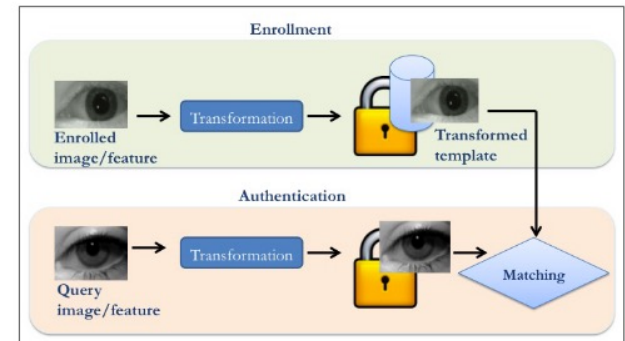 Enrollment
Transformation
Enrolled
image/feature
Transformed
template
Authentication
Transformation
Matching
Query
image/feature